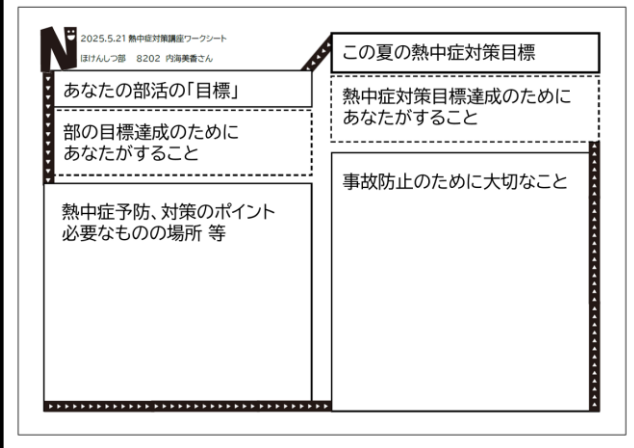 2025.5.21 熱中症対策講座ワークシート
ほけんしつ部 8202 内海美香さん
あなたの部活の「目標」
部の目標達成のために
あなたがすること
熱中症予防、対策のポイント
必要なものの場所 等
この夏の熱中症対策目標
熱中症対策目標達成のために
あなたがすること
事故防止のために大切なこと